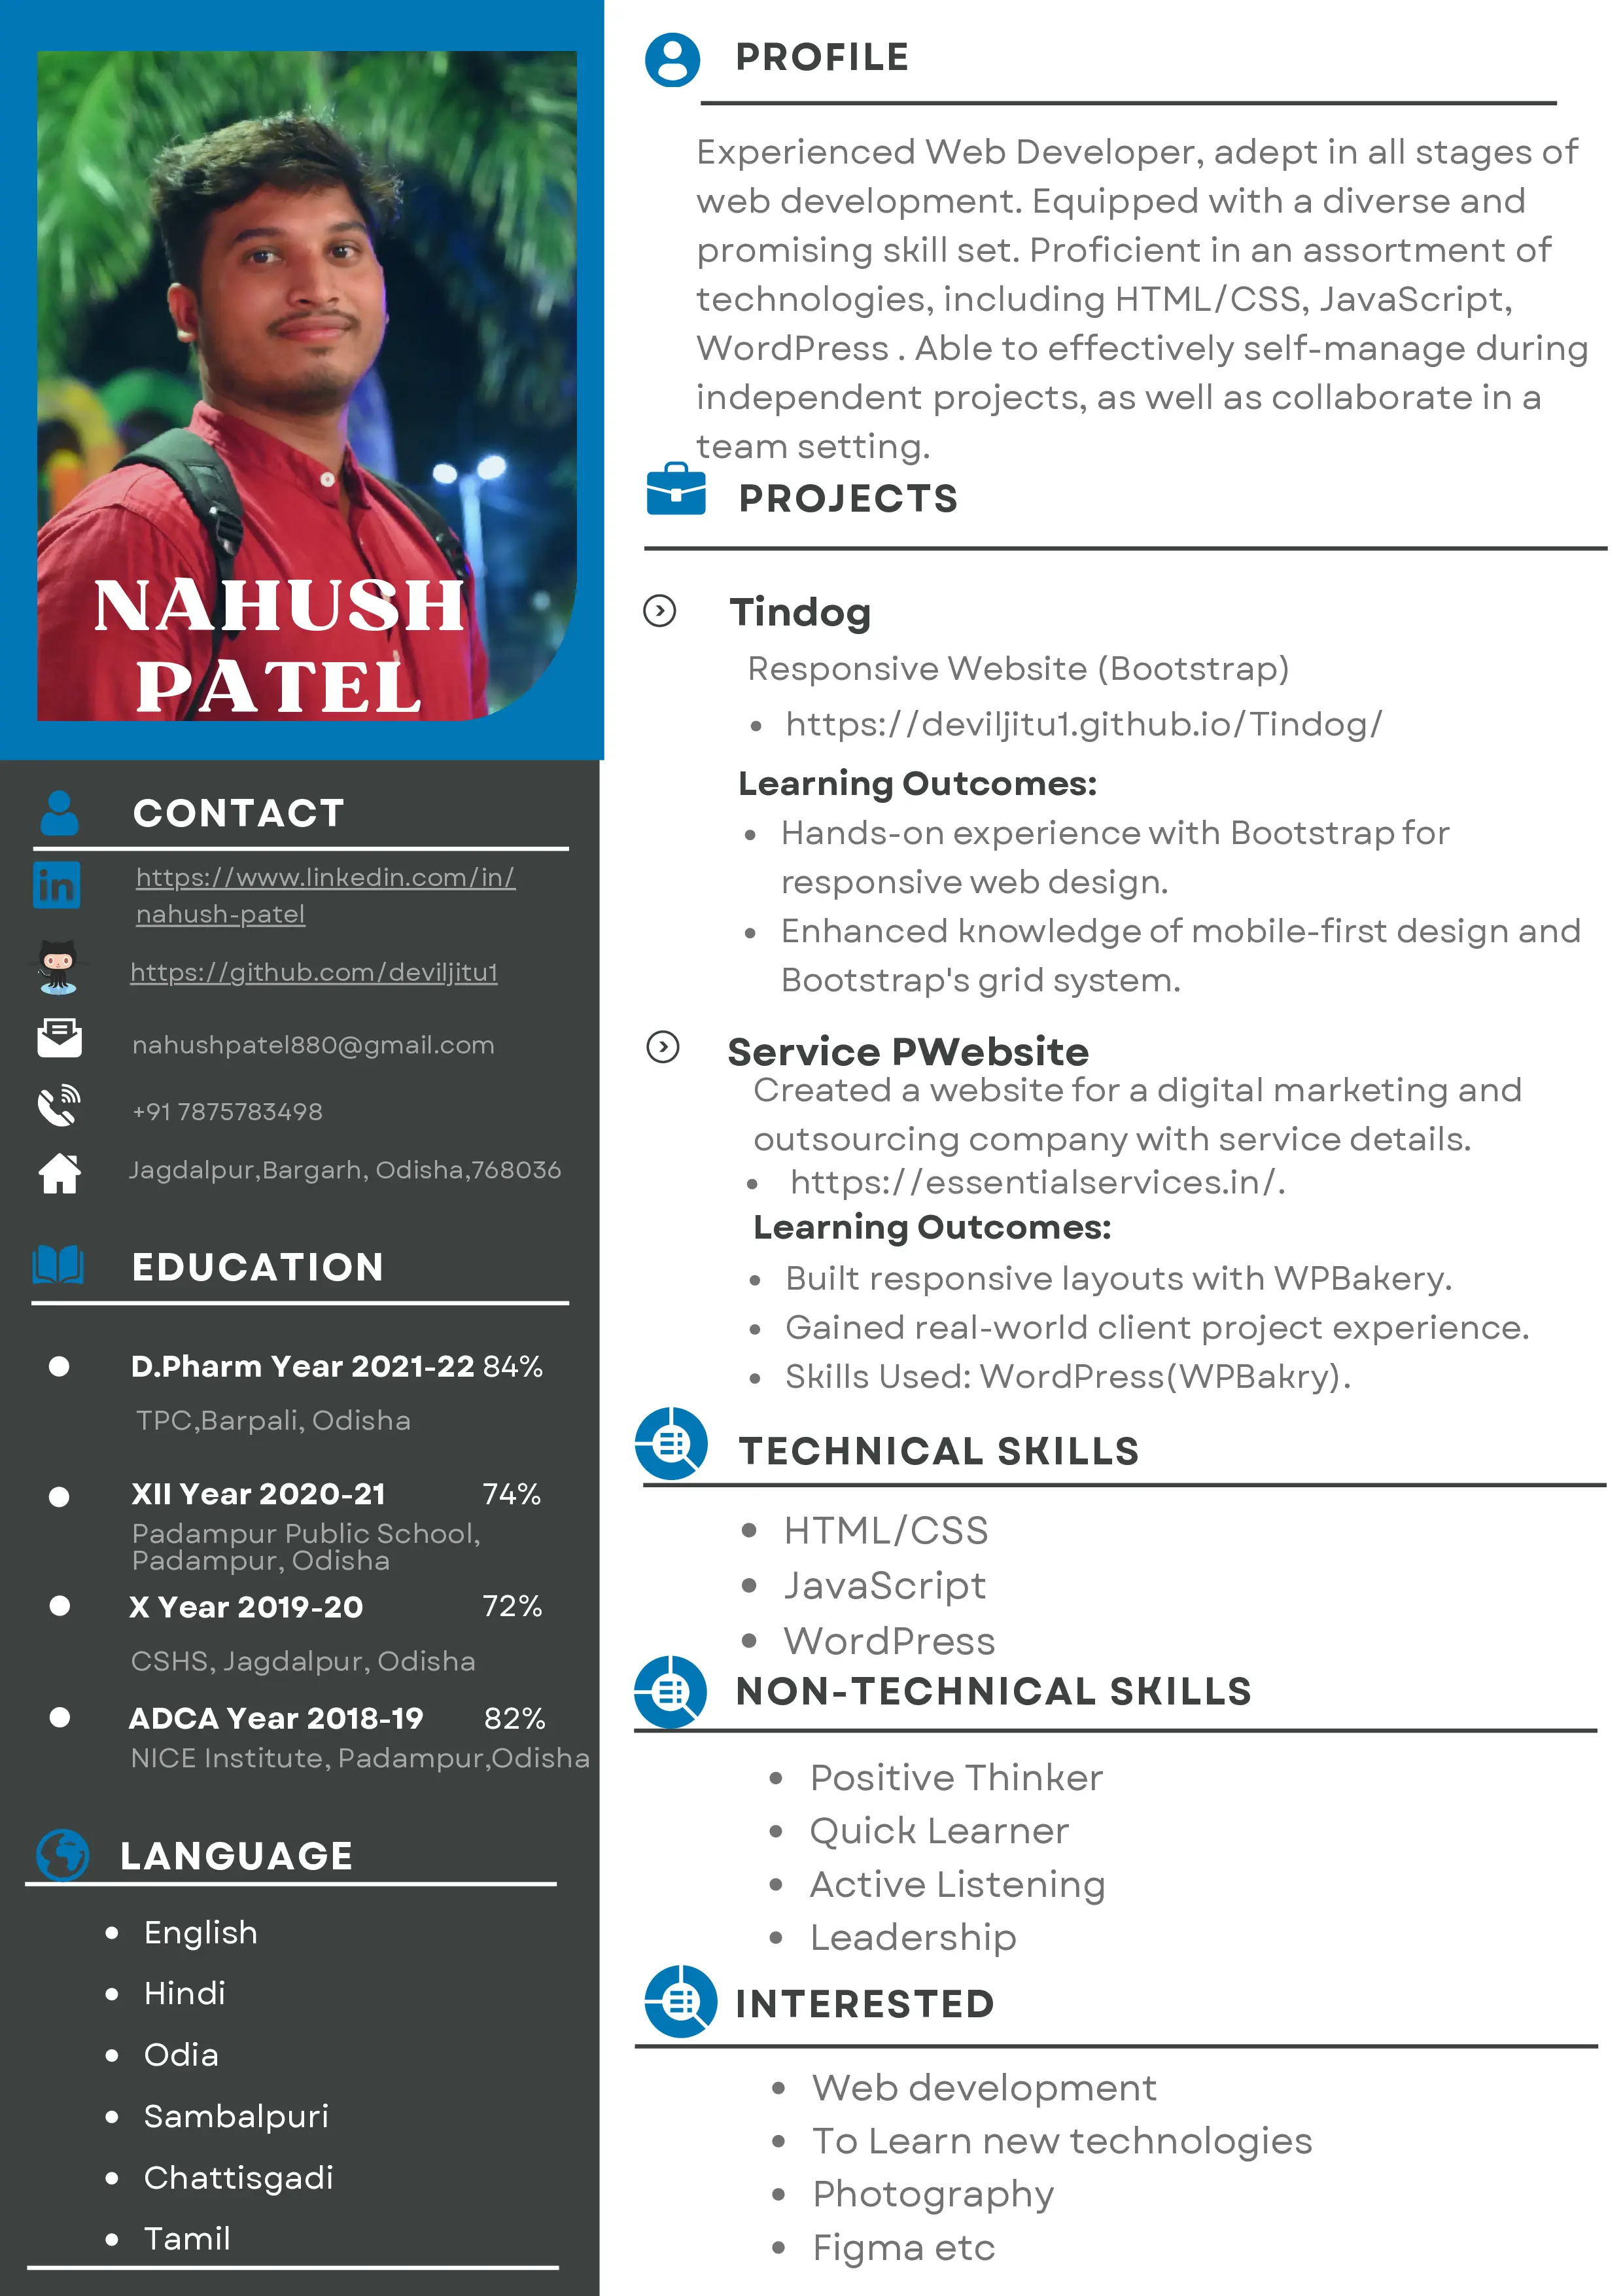 NAHUSH
PATEL
CONTACT
https://www.linkedin.com/in/
nahush-patel
https://github.com/deviljitu1
nahushpatel880@gmail.com
+91 7875783498
Jagdalpur,Bargarh, Odisha,768036
EDUCATION
D.Pharm Year 2021-22 84%
TPC,Barpali, Odisha
XII Year 2020-21 74%
Padampur Public School,
Padampur, Odisha
X Year 2019-20 72%
CSHS, Jagdalpur, Odisha
ADCA Year 2018-19 82%
NICE Institute, Padampur,Odisha
LANGUAGE
• English
• Hindi
• Odia
• Sambalpuri
• Chattisgadi
• Tamil
PROFILE
Experienced Web Developer, adept in all stages of
web development. Equipped with a diverse and
promising skill set. Proficient in an assortment of
technologies, including HTML/CSS, JavaScript,
WordPress . Able to effectively self-manage during
independent projects, as well as collaborate in a
team setting.
PROJECTS
Tindog
Responsive Website (Bootstrap)
• https://deviljitu1.github.io/Tindog/
Learning Outcomes:
• Hands-on experience with Bootstrap for
responsive web design.
• Enhanced knowledge of mobile-first design and
Bootstrap's grid system.
Service PWebsite
Created a website for a digital marketing and
outsourcing company with service details.
• https://essentialservices.in/.
Learning Outcomes:
• Built responsive layouts with WPBakery.
• Gained real-world client project experience.
• Skills Used: WordPress(WPBakry).
TECHNICAL SKILLS
• HTML/CSS
• JavaScript
• WordPress
NON-TECHNICAL SKILLS
• Positive Thinker
• Quick Learner
• Active Listening
• Leadership
INTERESTED
• Web development
• To Learn new technologies
• Photography
• Figma etc